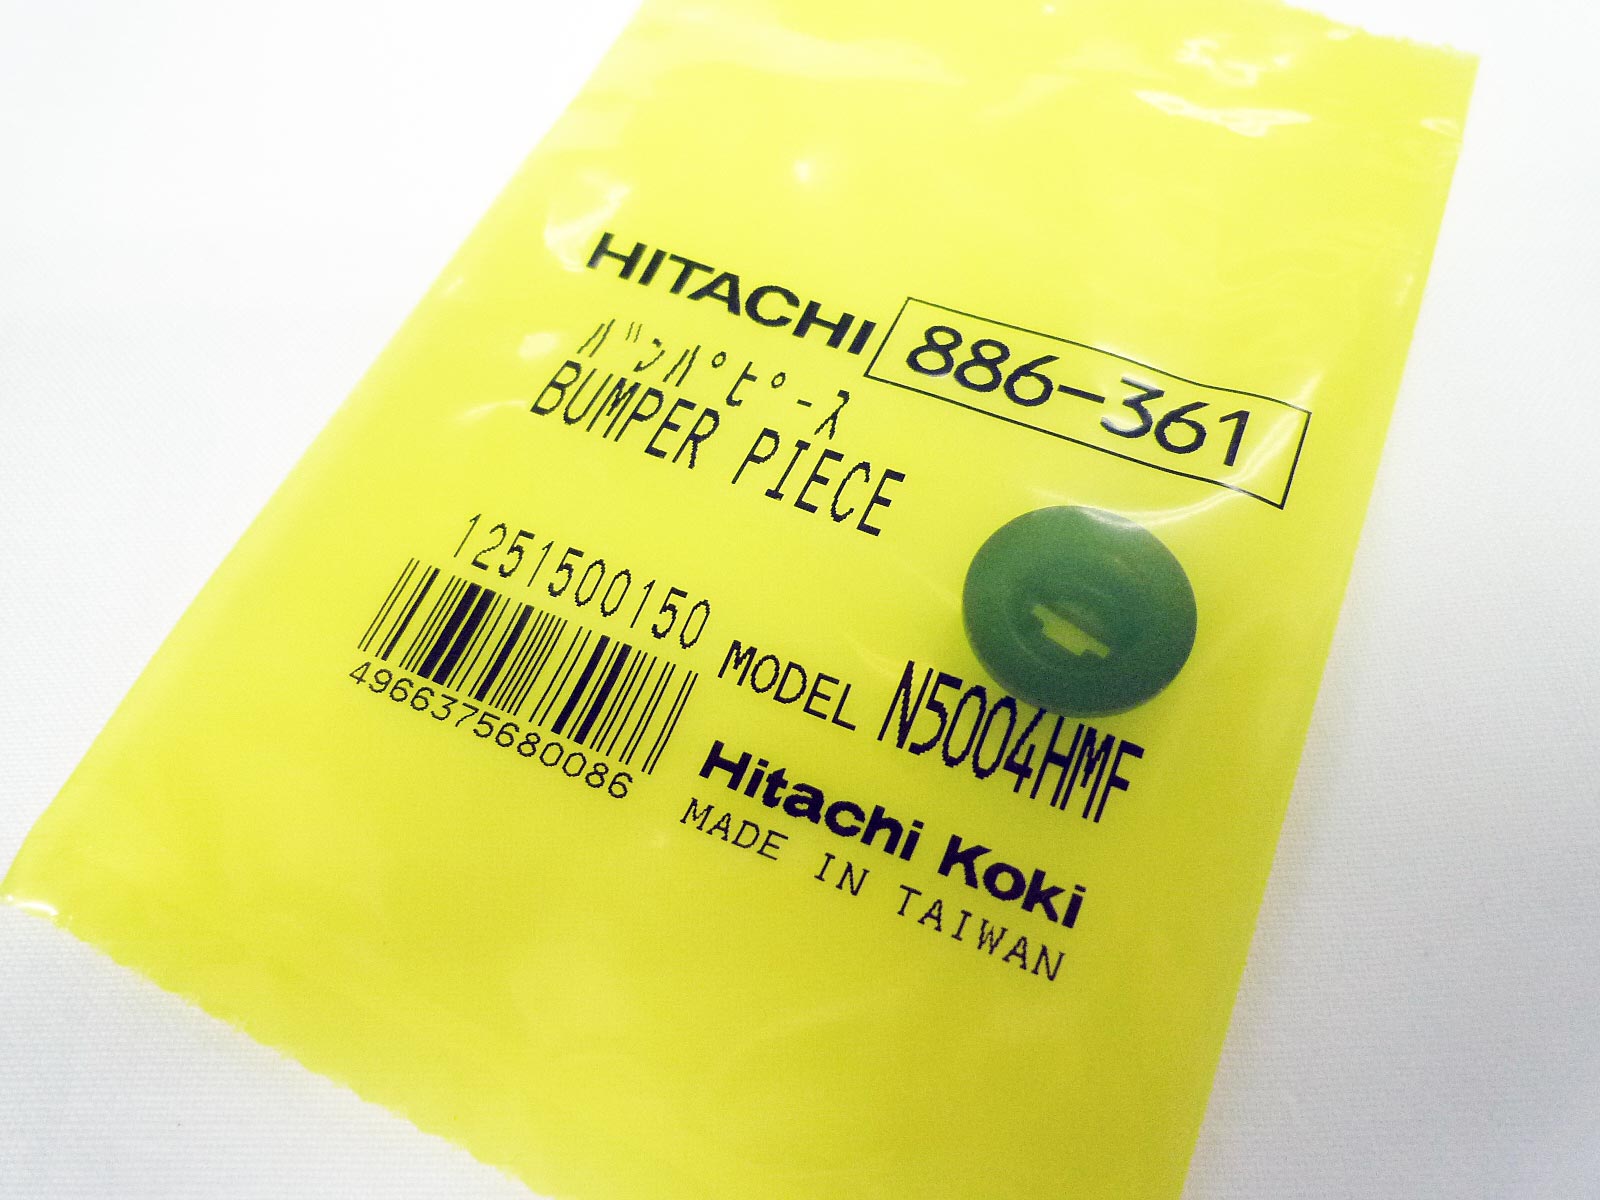 HITACHI 886-361
ﾊﾞﾝﾊﾟﾋﾟｰｽ
BUMPER PIECE
1251500150
MODEL N5004HMF
4966375680086
Hitachi Koki
MADE IN TAIWAN